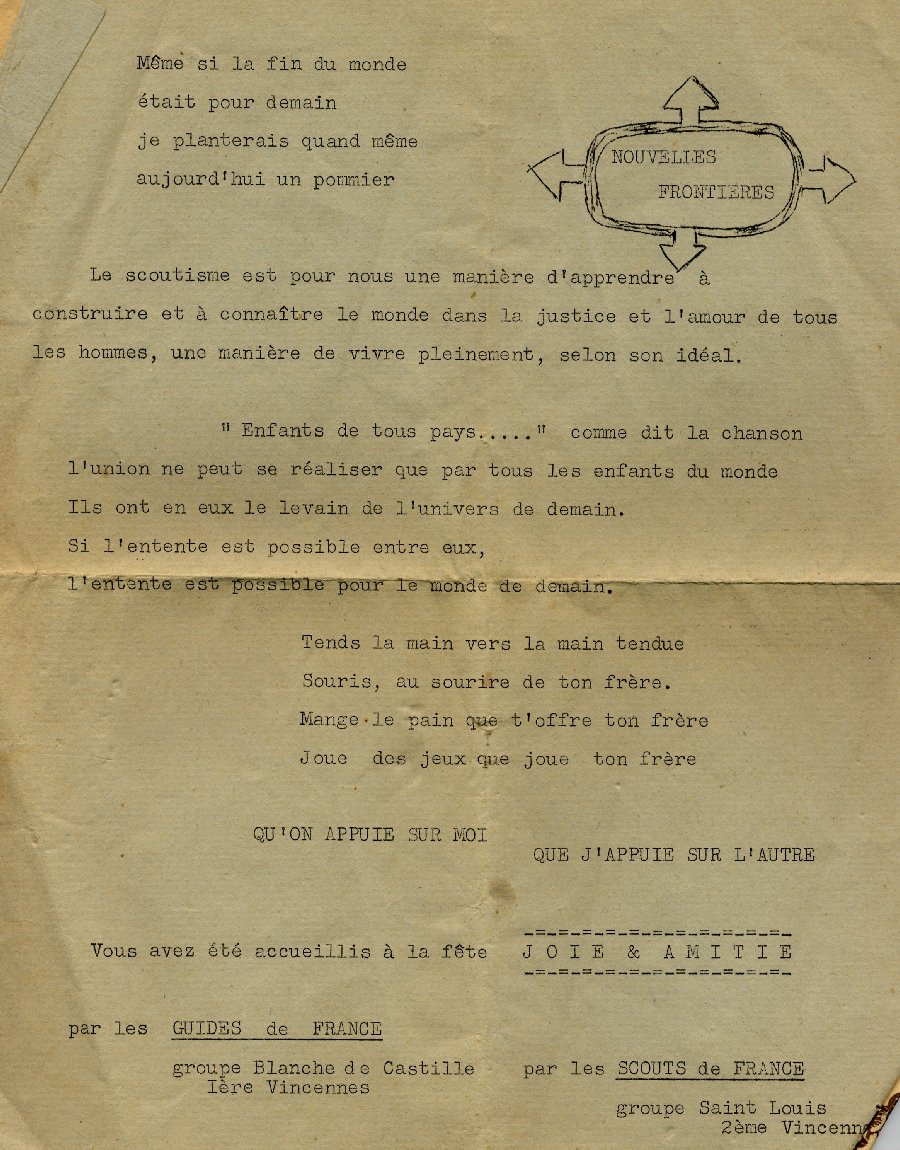 Même si la fin du monde
était pour demain
je planterais quand même
aujourd'hui un pommier
NOUVELLES
FRONTIERES
Le scoutisme est pour nous une manière d'apprendre à
construire et à connaître le monde dans la justice et l'amour de tous
les hommes, une manière de vivre pleinement, selon son idéal.
" Enfants de tous pays....." comme dit la chanson
l'union ne peut se réaliser que par tous les enfants du monde
Ils ont en eux le levain de l'univers de demain.
Si l'entente est possible entre eux,
l'entente est possible pour le monde de demain.
Tends la main vers la main tendue
Souris, au sourire de ton frère.
Mange le pain que t'offre ton frère
Joue des jeux que joue ton frère
QU'ON APPUIE SUR MOI
QUE J'APPUIE SUR L'AUTRE
-=-=-=-=-=-=-=-=-=-=-=-
Vous avez été accueillis à la fête J O I E & A M I T I E
-=-=-=-=-=-=-=-=-=-=-=-
par les GUIDES de FRANCE
groupe Blanche de Castille par les SCOUTS de FRANCE
Ière Vincennes
groupe Saint Louis
2ème Vincenn